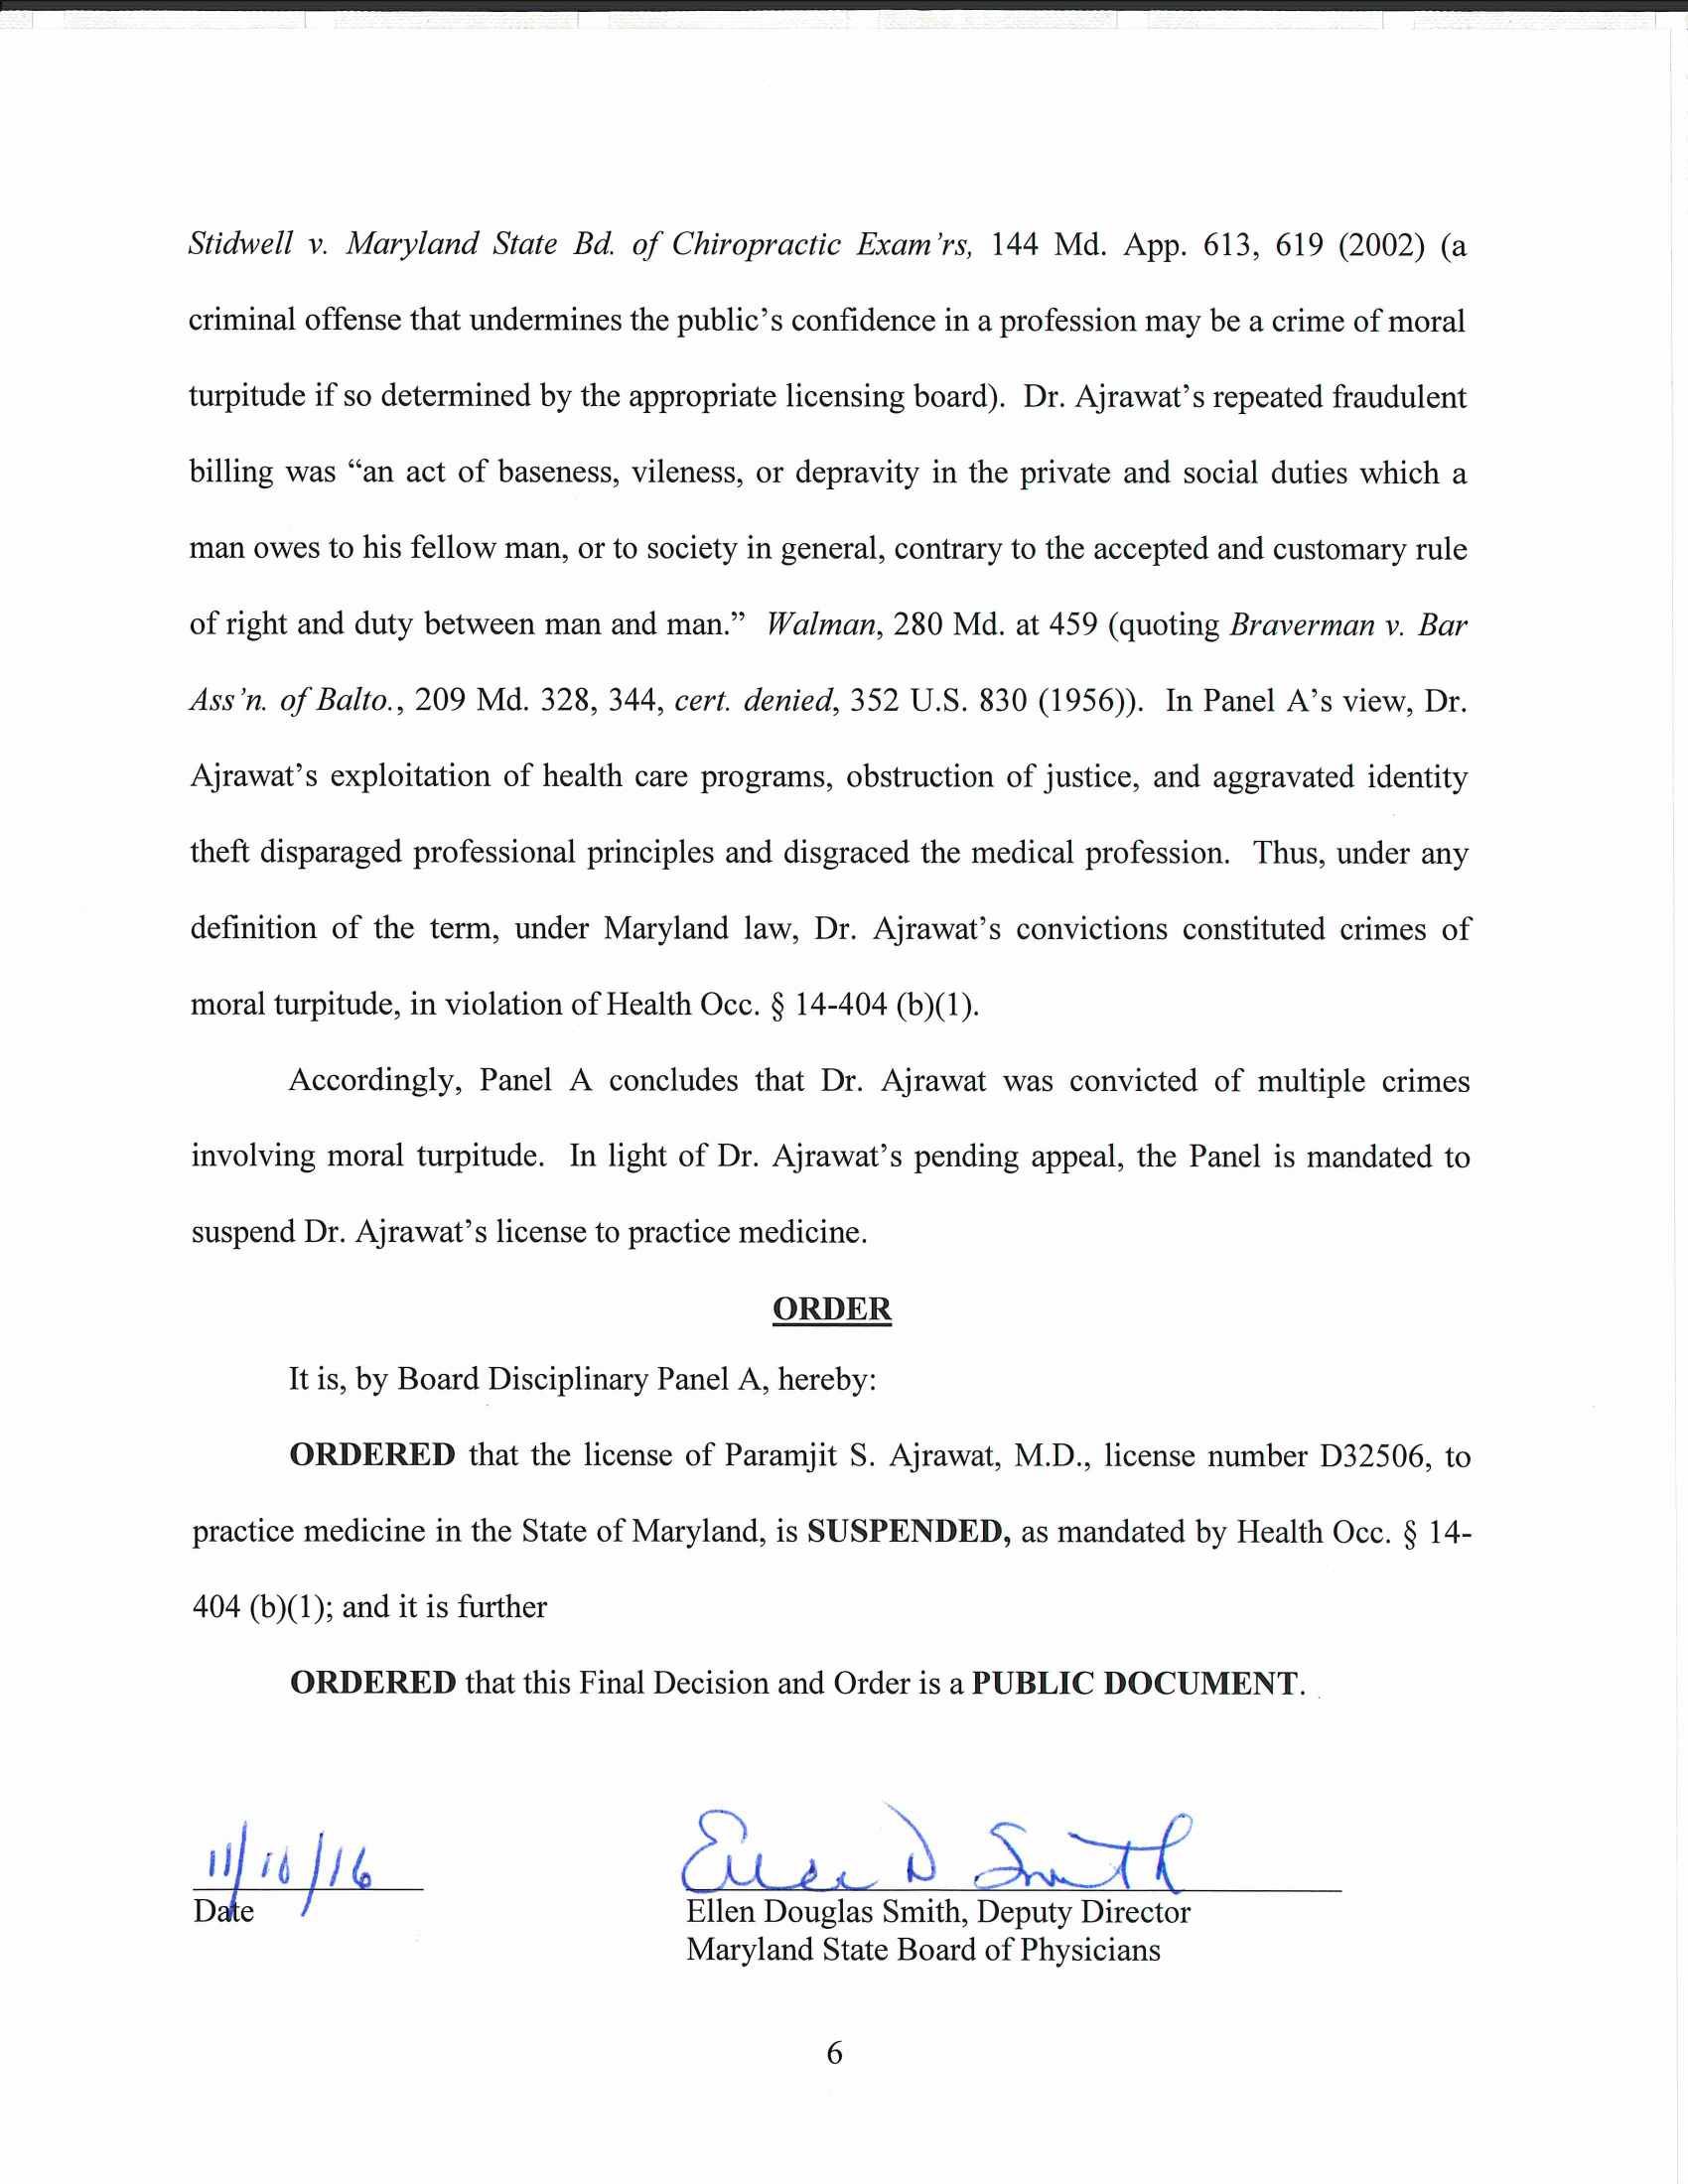 Stidwell v. Maryland State Bd. of Chiropractic Exam'rs, 144 Md. App. 613, 619 (2002) (a
criminal offense that undermines the public's confidence in a profession may be a crime of moral
turpitude if so determined by the appropriate licensing board). Dr. Ajrawat's repeated fraudulent
billing was “an act of baseness, vileness, or depravity in the private and social duties which a
man owes to his fellow man, or to society in general, contrary to the accepted and customary rule
of right and duty between man and man.” Walman, 280 Md. at 459 (quoting Braverman v. Bar
Ass'n. of Balto., 209 Md. 328, 344, cert. denied, 352 U.S. 830 (1956)). In Panel A's view, Dr.
Ajrawat's exploitation of health care programs, obstruction of justice, and aggravated identity
theft disparaged professional principles and disgraced the medical profession. Thus, under any
definition of the term, under Maryland law, Dr. Ajrawat's convictions constituted crimes of
moral turpitude, in violation of Health Occ. § 14-404 (b)(1).
Accordingly, Panel A concludes that Dr. Ajrawat was convicted of multiple crimes
involving moral turpitude. In light of Dr. Ajrawat's pending appeal, the Panel is mandated to
suspend Dr. Ajrawat's license to practice medicine.
ORDER
It is, by Board Disciplinary Panel A, hereby:
ORDERED that the license of Paramjit S. Ajrawat, M.D., license number D32506, to
practice medicine in the State of Maryland, is SUSPENDED, as mandated by Health Occ. § 14-
404 (b)(1); and it is further
ORDERED that this Final Decision and Order is a PUBLIC DOCUMENT.
11/10/16 Ellen D Smith
Date Ellen Douglas Smith, Deputy Director
Maryland State Board of Physicians
6